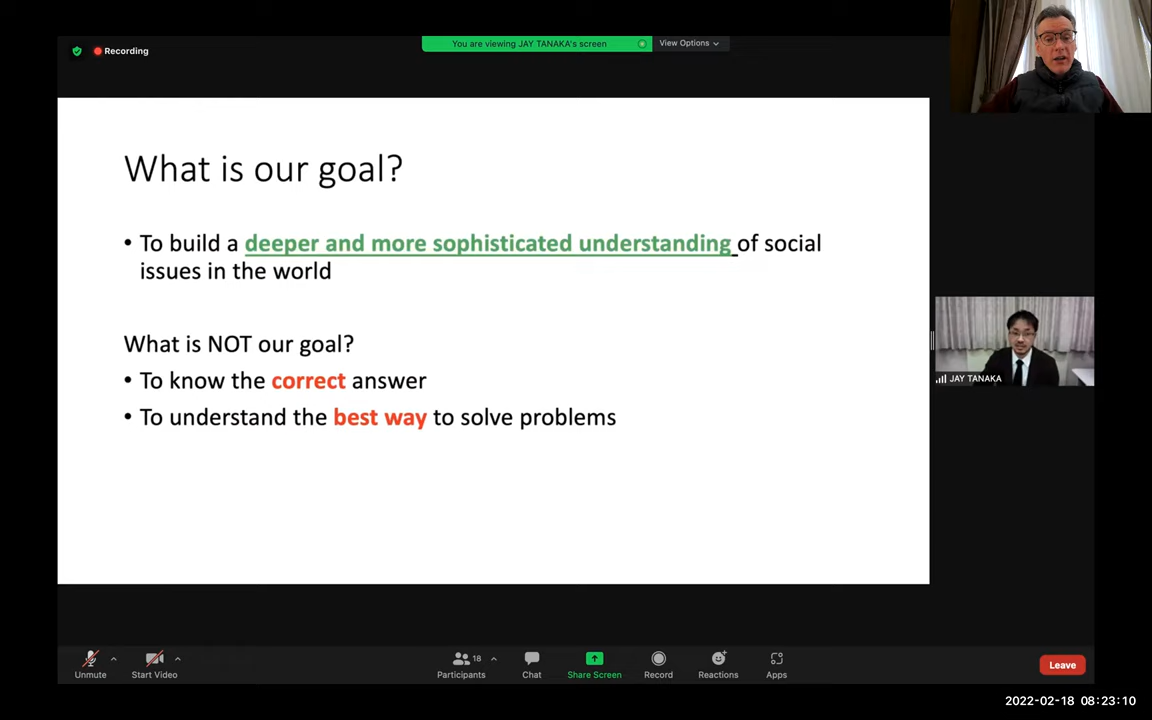 Recording
You are viewing JAY TANAKA's screen
View Options
What is our goal?
• To build a deeper and more sophisticated understanding of social
issues in the world
What is NOT our goal?
• To know the correct answer
• To understand the best way to solve problems
JAY TANAKA
Unmute
Start Video
18
Participants
Chat
Share Screen
Record
Reactions
Apps
Leave
2022-02-18 08:23:10